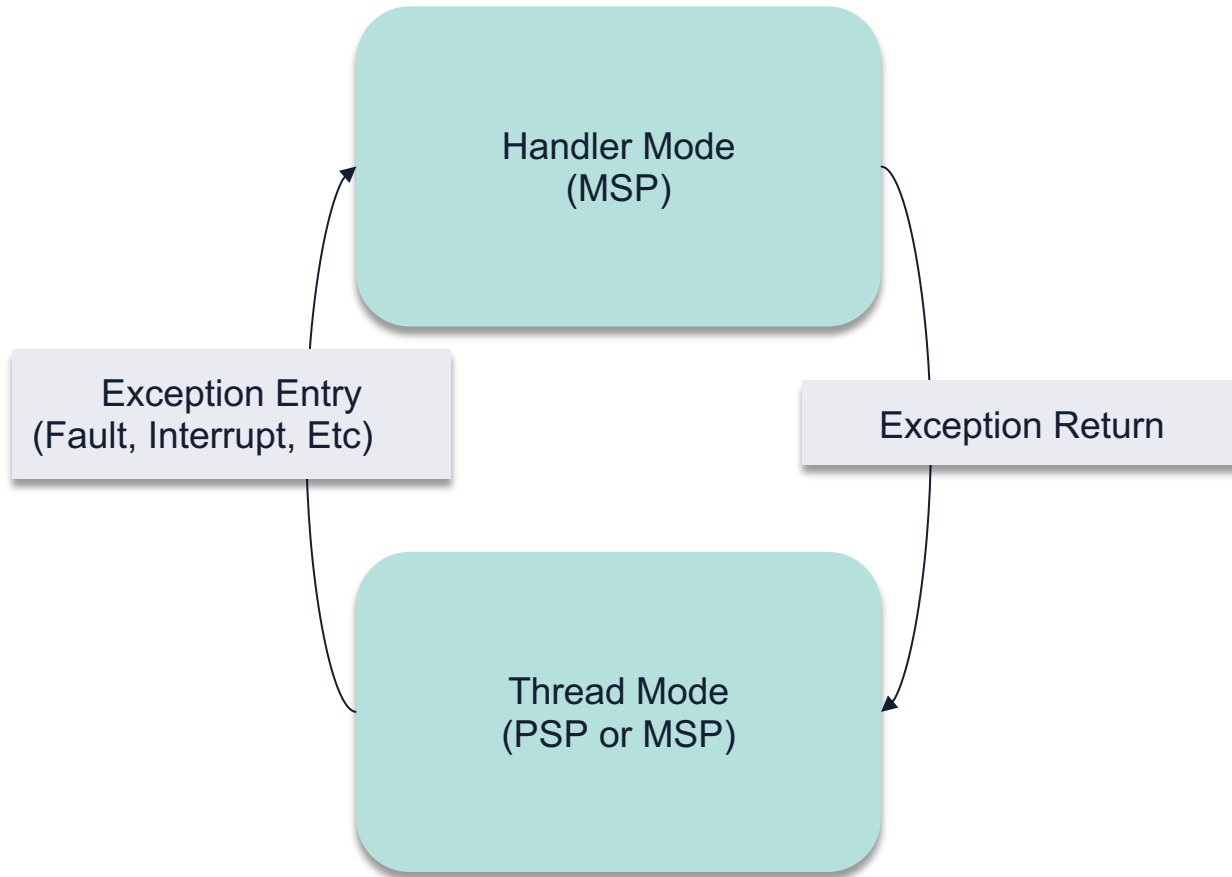 Handler Mode
(MSP)
Exception Entry
(Fault, Interrupt, Etc)
Exception Return
Thread Mode
(PSP or MSP)